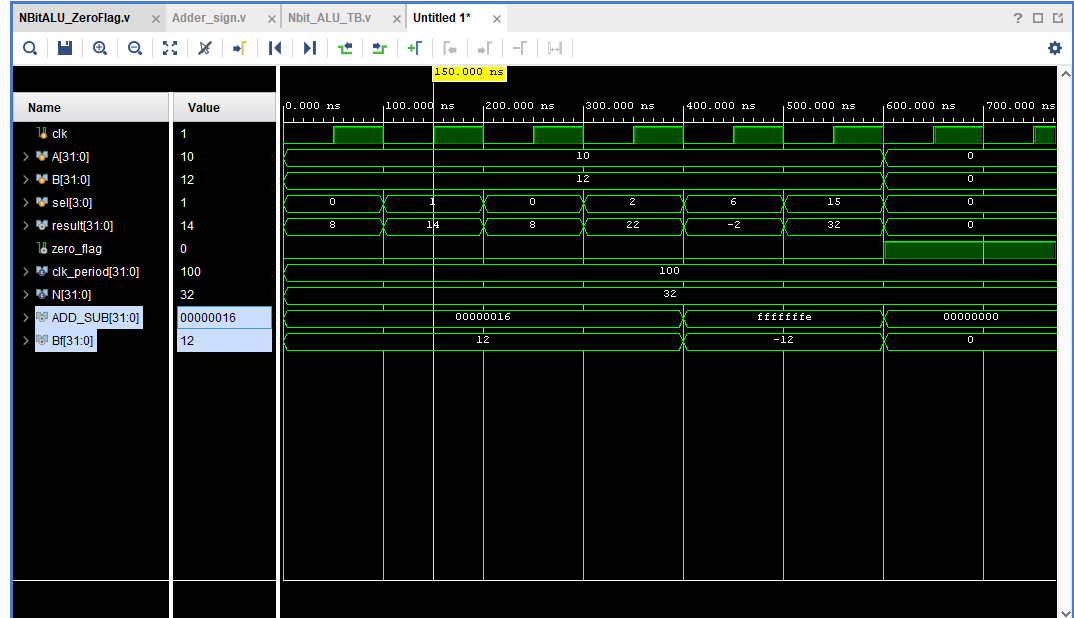 NBitALU_ZeroFlag.v × Adder_sign.v × Nbit_ALU_TB.v × Untitled 1* × ?
150.000 ns
Name Value 0.000 ns 100.000 ns 200.000 ns 300.000 ns 400.000 ns 500.000 ns 600.000 ns 700.000 ns
clk 1
A[31:0] 10 10 0
B[31:0] 12 12 0
sel[3:0] 1 0 1 0 2 6 15 0
result[31:0] 14 8 14 8 22 -2 32 0
zero_flag 0
clk_period[31:0] 100 100
N[31:0] 32 32
ADD_SUB[31:0] 00000016 00000016 fffffffe 00000000
Bf[31:0] 12 12 -12 0